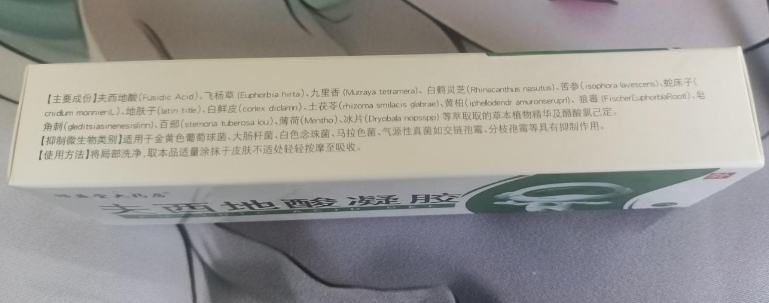 【主要成份】夫西地酸(Fusidic Acid)、飞杨草(Euphorbia hirta)、九里香(Murraya tetramera)、白鹤灵芝(Rhinacanthus nasutus)、苦参(isophora lavescens)、蛇床子(
cnidium monnieriL)、地肤子(latin title)、白鲜皮(cortex diclamn)、土茯苓(rhizoma smilacis glabrae)、黄柏(iphellodendr amuronserupr)、狼毒(FischerEuphorbiaRoot)、皂
角刺(gleditsiasinenesislinn)、百部(stemona tuberosa lou)、薄荷(Mentho)、冰片(Dryobala nopsspp)等萃取取的草本植物精华及醋酸氯己定。
【抑制微生物类别】适用于金黄色葡萄球菌、大肠杆菌、白色念珠菌、马拉色菌、气源性真菌如交链孢霉、分枝孢霉等具有抑制作用。
【使用方法】将局部洗净,取本品适量涂抹于皮肤不适处轻轻按摩至吸收。
夫西地酸凝胶